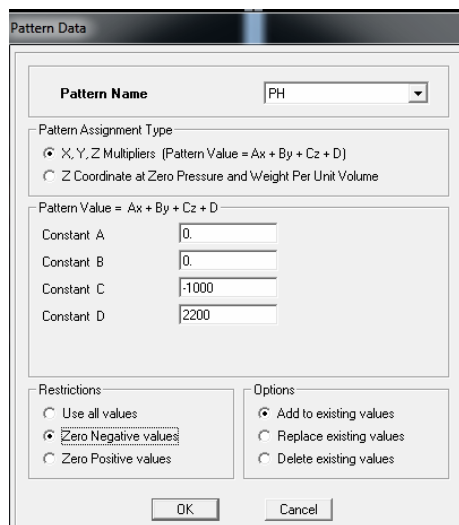 Pattern Data
Pattern Name PH
Pattern Assignment Type
X, Y, Z Multipliers (Pattern Value = Ax + By + Cz + D)
Z Coordinate at Zero Pressure and Weight Per Unit Volume
Pattern Value = Ax + By + Cz + D
Constant A 0.
Constant B 0.
Constant C -1000
Constant D 2200
Restrictions Options
Use all values Add to existing values
Zero Negative values Replace existing values
Zero Positive values Delete existing values
OK Cancel